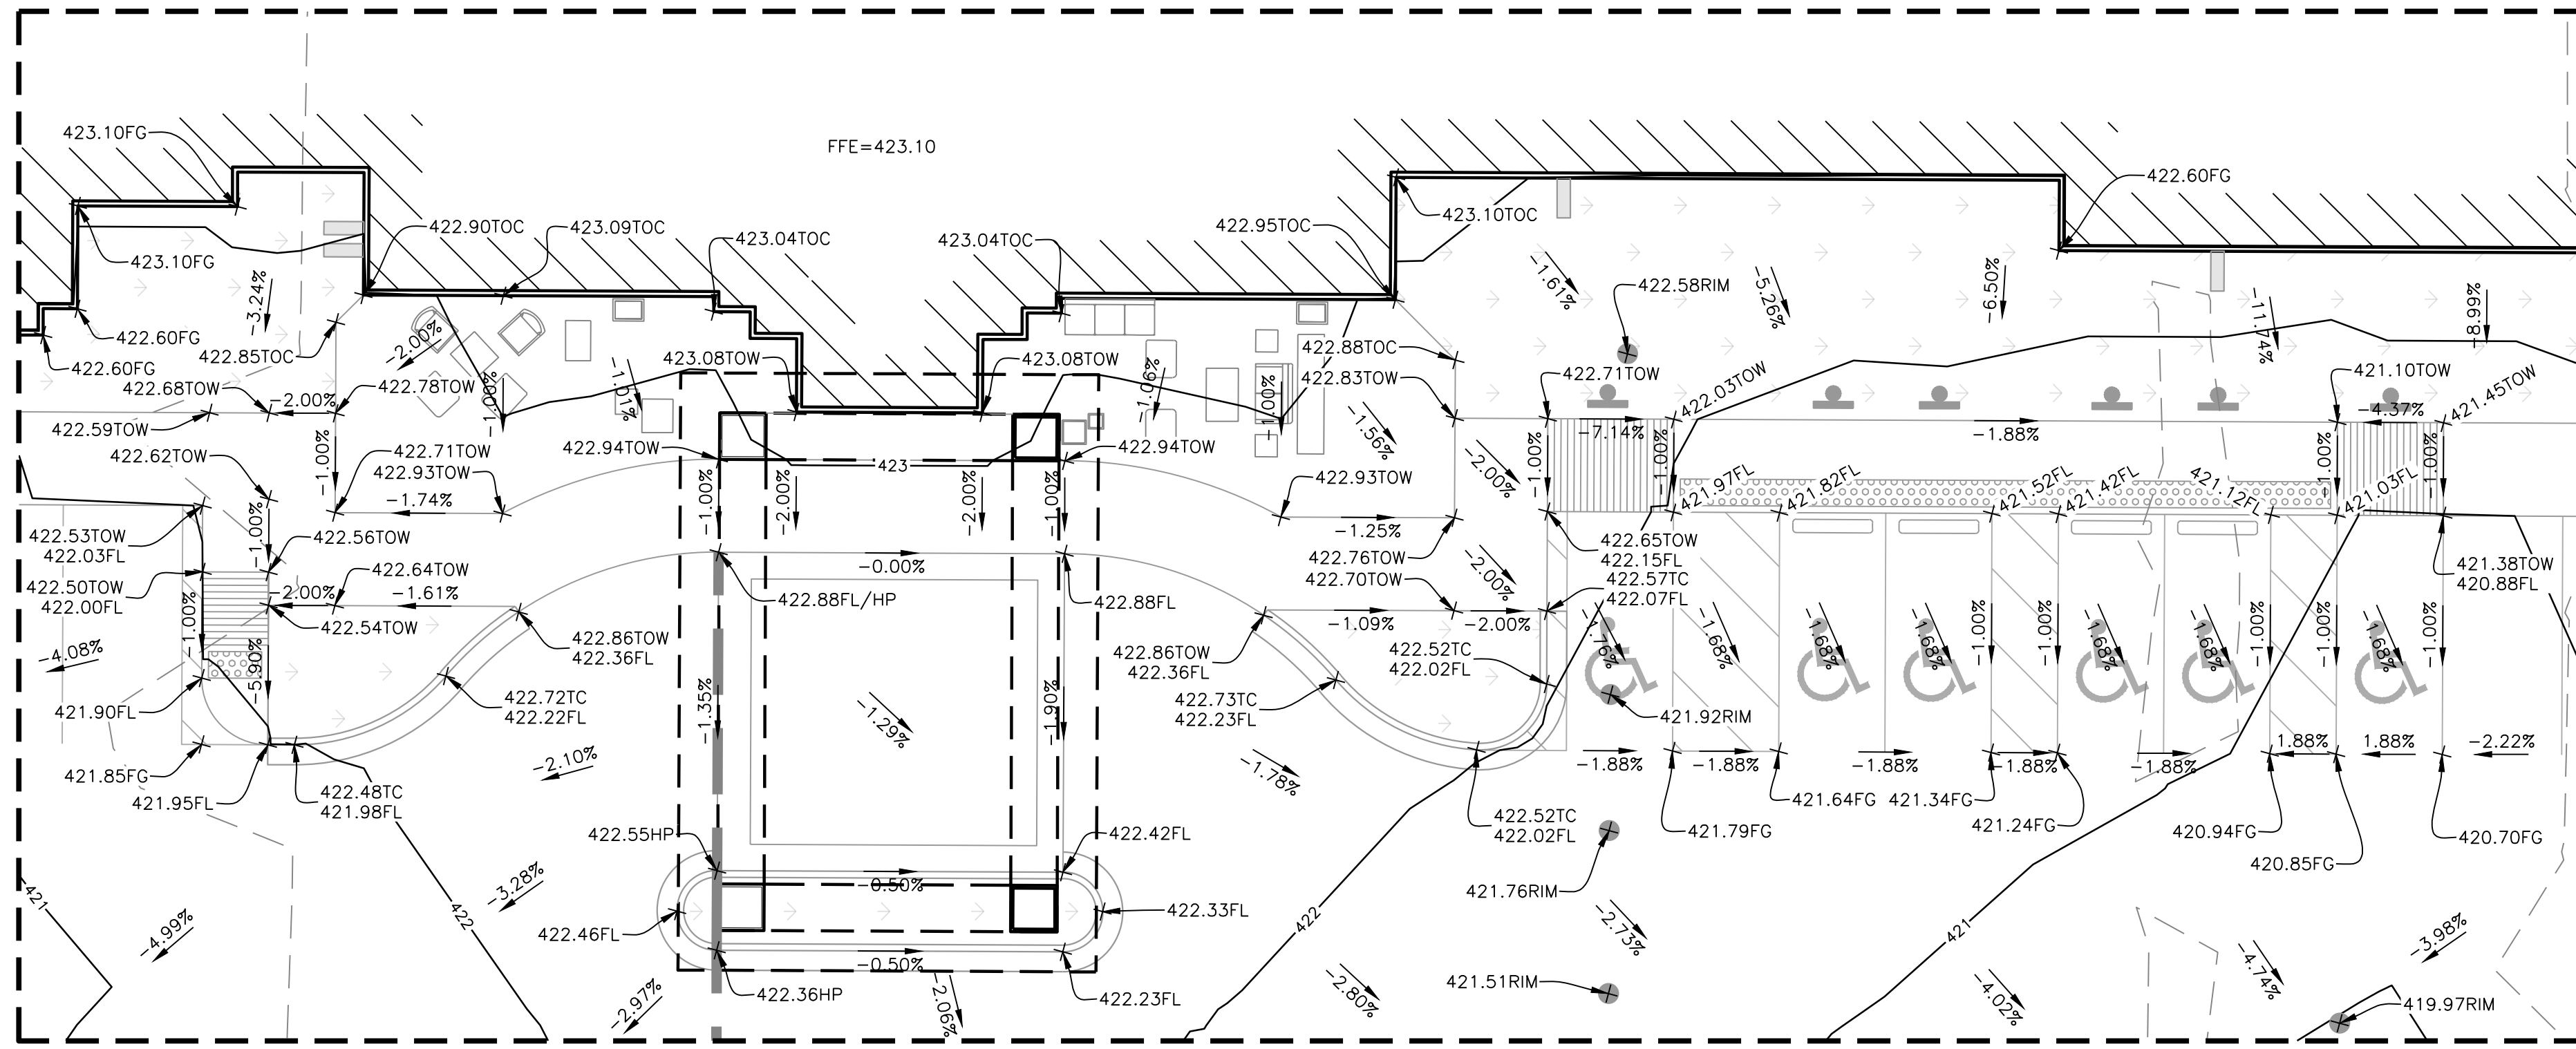 423.10FG
FFE=423.10
422.60FG
423.10TOC
422.90TOC
423.09TOC
423.04TOC
423.04TOC
422.95TOC
423.10FG
-3.24%
-1.61%
-5.26%
-6.50%
-11.74%
-8.99%
422.58RIM
422.60FG
422.60FG
422.85TOC
-2.00%
423.08TOW
423.08TOW
422.88TOC
422.68TOW
-2.00%
422.78TOW
-1.00%
-1.01%
-1.06%
-1.00%
422.83TOW
422.71TOW
422.03TOW
421.10TOW
421.45TOW
-4.37%
422.59TOW
-1.56%
-7.14%
-1.88%
422.62TOW
422.71TOW
422.93TOW
422.94TOW
423
422.94TOW
-1.00%
-1.74%
-1.00%
-2.00%
-2.00%
-1.00%
422.93TOW
-2.00%
-1.00%
-1.00%
421.97FL
421.82FL
421.52FL
421.42FL
421.12FL
-1.00%
421.03FL
-1.00%
-1.25%
422.53TOW
422.03FL
-1.00%
422.56TOW
422.76TOW
422.65TOW
422.15FL
422.50TOW
422.00FL
-2.00%
422.64TOW
-1.61%
-0.00%
422.70TOW
-2.00%
422.57TC
422.07FL
421.38TOW
420.88FL
422.88FL/HP
422.88FL
-1.00%
422.54TOW
-1.09%
-2.00%
-4.08%
422.86TOW
422.36FL
422.86TOW
422.36FL
422.52TC
422.02FL
-1.76%
-1.68%
-1.68%
-1.68%
-1.00%
-1.00%
-1.68%
-1.68%
-1.00%
-1.00%
-1.68%
-1.00%
-5.90%
421.90FL
422.72TC
422.22FL
-1.35%
-1.29%
-1.90%
422.73TC
422.23FL
421.92RIM
421.85FG
-2.10%
-1.78%
-1.88%
-1.88%
-1.88%
-1.88%
-1.88%
1.88%
1.88%
-2.22%
421.95FL
422.48TC
421.98FL
421.64FG
421.34FG
422.55HP
422.42FL
422.52TC
422.02FL
421.79FG
421.24FG
420.94FG
420.70FG
420.85FG
421
-3.28%
-0.50%
421.76RIM
-4.99%
422
422.46FL
422.33FL
422
-2.73%
421
-3.98%
-0.50%
-2.97%
422.36HP
-2.06%
422.23FL
-2.80%
421.51RIM
-4.02%
-4.74%
419.97RIM